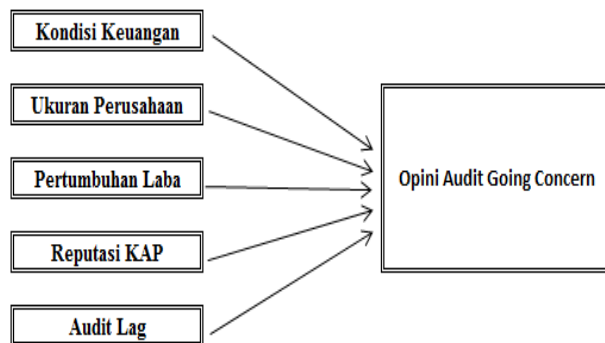 Kondisi Keuangan
Ukuran Perusahaan
Pertumbuhan Laba
Reputasi KAP
Audit Lag
Opini Audit Going Concern